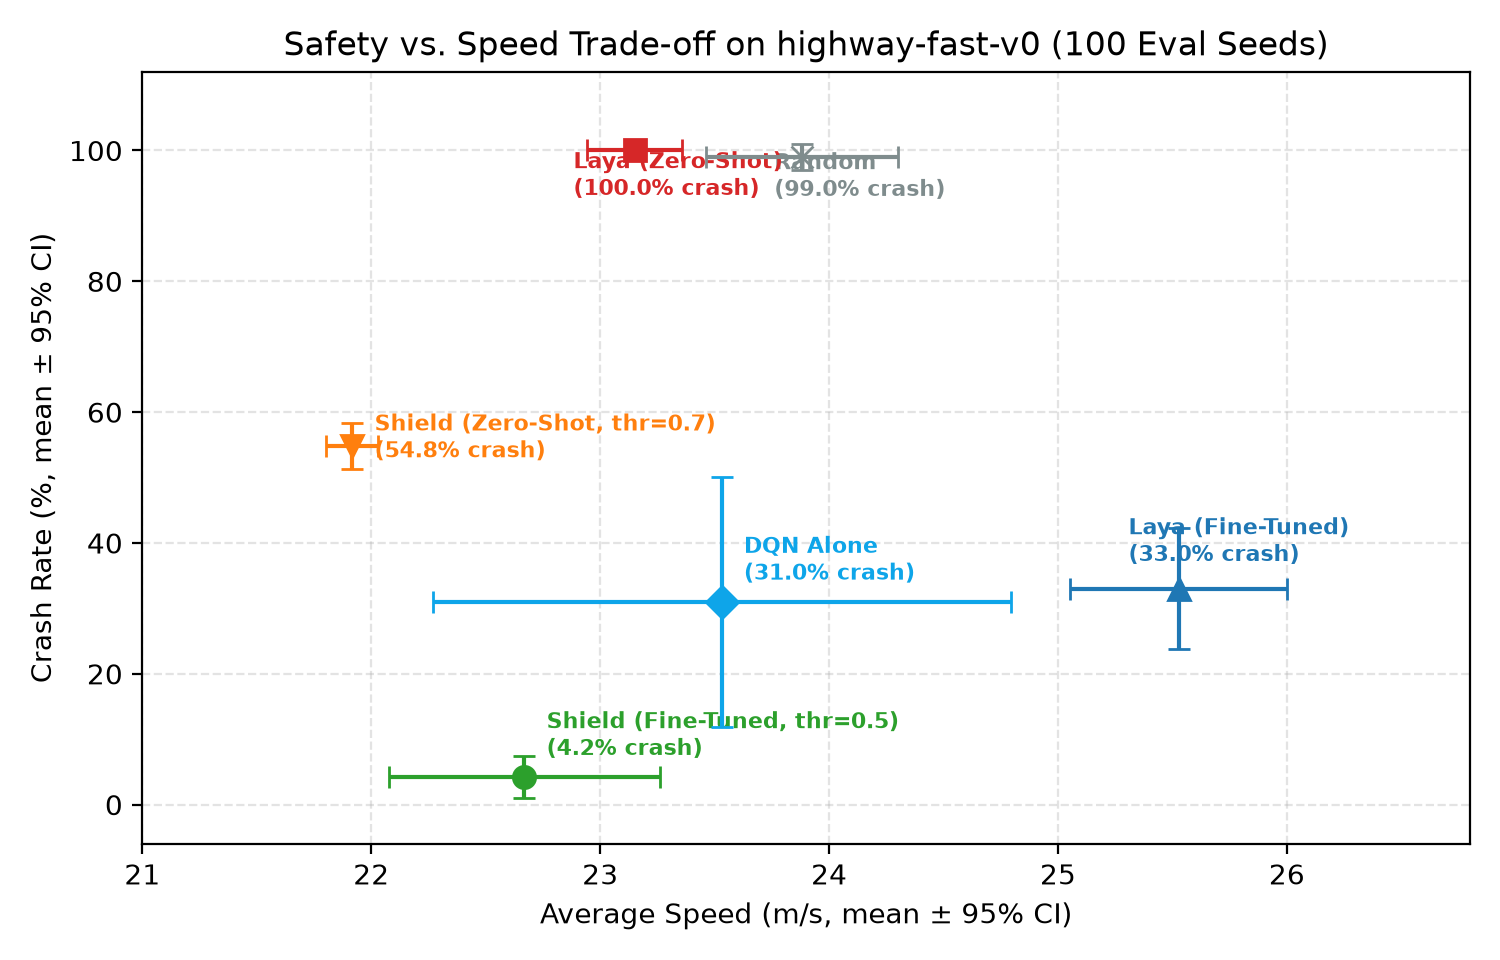 Safety vs. Speed Trade-off on highway-fast-v0 (100 Eval Seeds)
Crash Rate (%, mean ± 95% CI)
100
80
60
40
20
0
Laya (Zero-Shot)
(100.0% crash)
Random
(99.0% crash)
Shield (Zero-Shot, thr=0.7)
(54.8% crash)
Laya (Fine-Tuned)
(33.0% crash)
DQN Alone
(31.0% crash)
Shield (Fine-Tuned, thr=0.5)
(4.2% crash)
21
22
23
24
25
26
Average Speed (m/s, mean ± 95% CI)